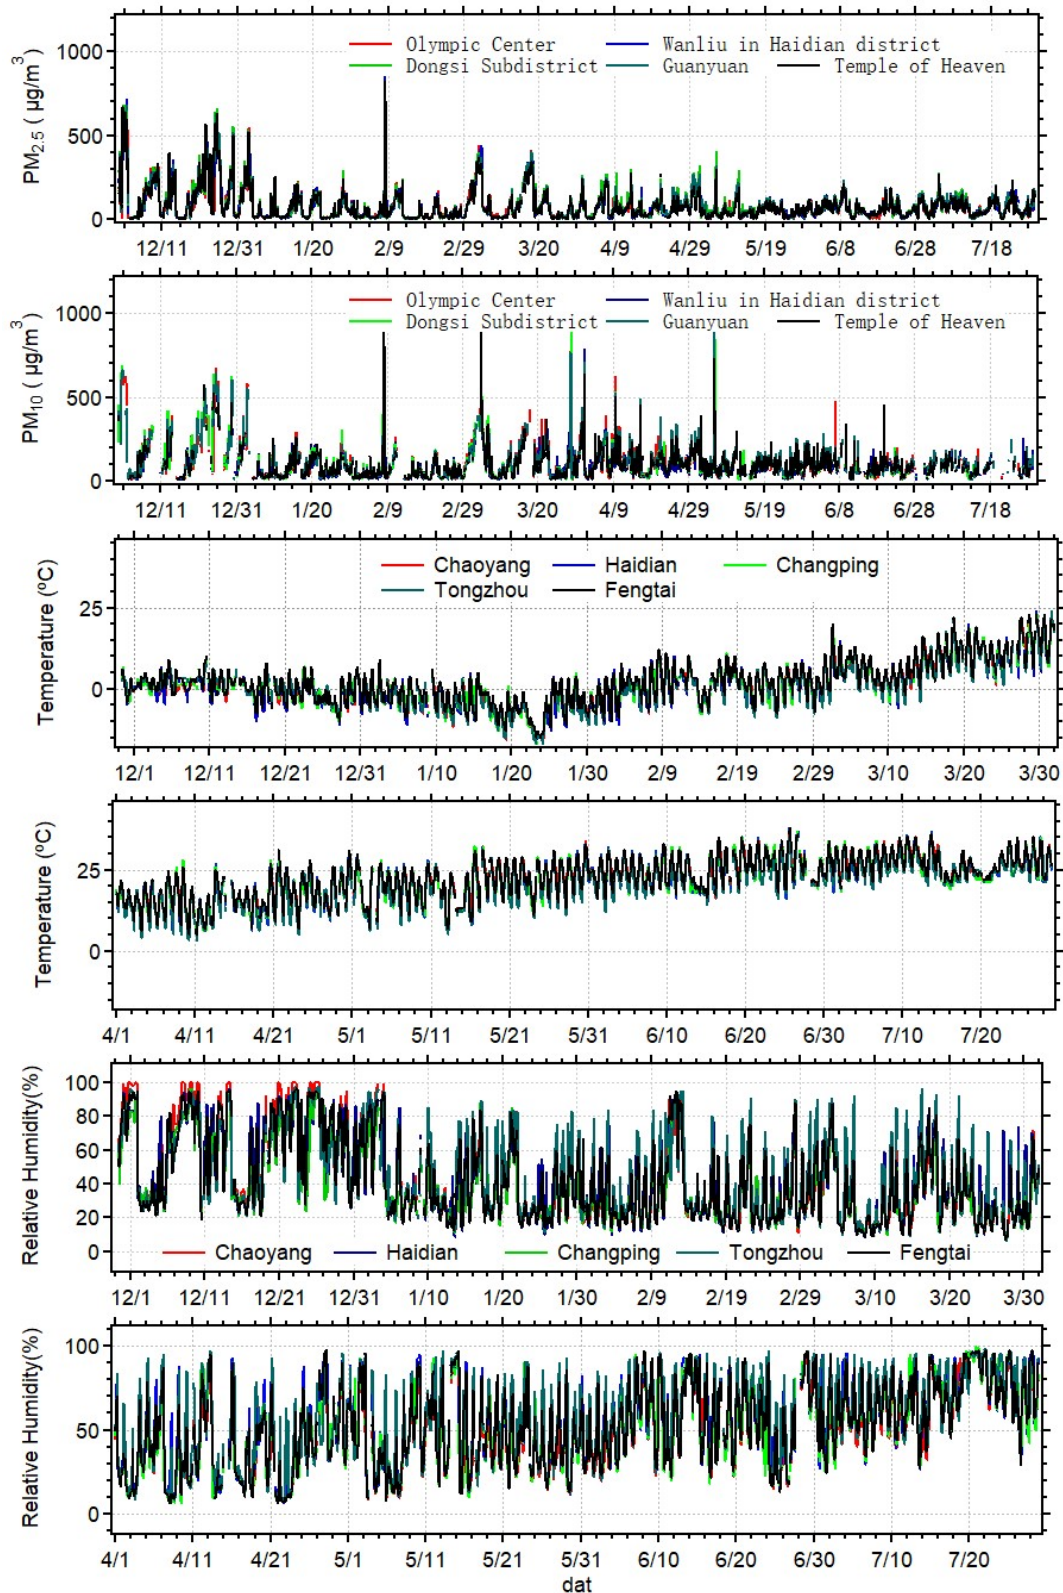 1000
500
0
PM2.5 ( μg/m3)
Olympic Center Wanliu in Haidian district
Dongsi Subdistrict Guanyuan Temple of Heaven
12/11 12/31 1/20 2/9 2/29 3/20 4/9 4/29 5/19 6/8 6/28 7/18
1000
500
0
PM10 ( μg/m3)
Olympic Center Wanliu in Haidian district
Dongsi Subdistrict Guanyuan Temple of Heaven
12/11 12/31 1/20 2/9 2/29 3/20 4/9 4/29 5/19 6/8 6/28 7/18
25
0
Temperature (ºC)
Chaoyang Haidian Changping
Tongzhou Fengtai
12/1 12/11 12/21 12/31 1/10 1/20 1/30 2/9 2/19 2/29 3/10 3/20 3/30
25
0
Temperature (ºC)
4/1 4/11 4/21 5/1 5/11 5/21 5/31 6/10 6/20 6/30 7/10 7/20
100
80
60
40
20
0
Relative Humidity(%)
Chaoyang Haidian Changping Tongzhou Fengtai
12/1 12/11 12/21 12/31 1/10 1/20 1/30 2/9 2/19 2/29 3/10 3/20 3/30
100
50
0
Relative Humidity(%)
4/1 4/11 4/21 5/1 5/11 5/21 5/31 6/10 6/20 6/30 7/10 7/20
dat